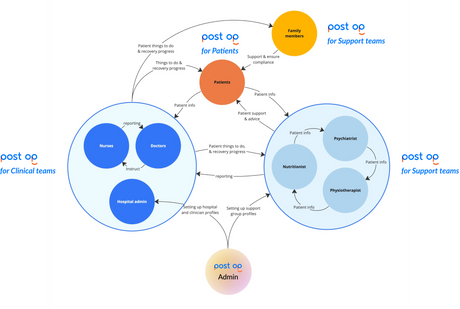 post op
for Patients
Family
members
post op
for Support teams
Patient things to do
& recovery progress
Support & ensure
compliance
Things to do &
recovery progress
Patients
Patient info
Patient info
Patient support
& advice
reporting
Nurses
Doctors
instruct
Hospital admin
post op
for Clinical teams
Patient things to do,
& recovery progress
reporting
Psychiatrist
Patient info
Nutritionist
Patient info
Physiotherapist
Patient info
post op
for Support teams
Setting up hospital
and clinician profiles
Setting up support
group profiles
post op
Admin